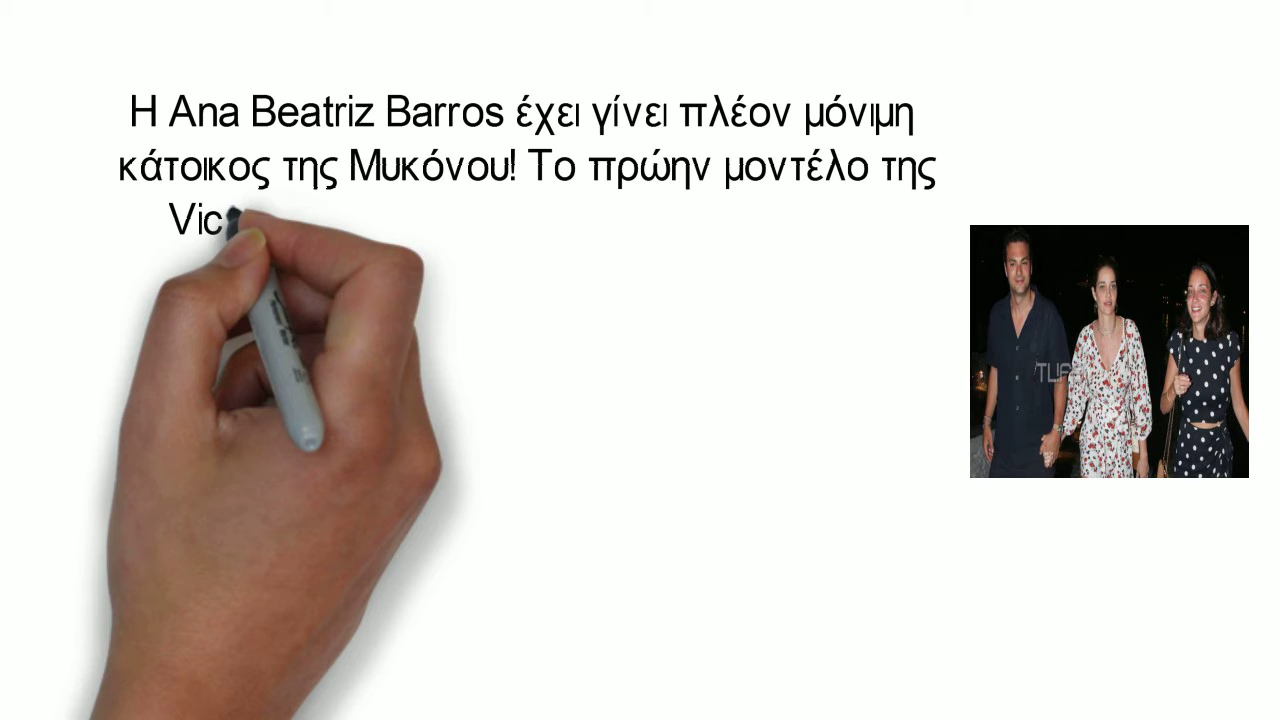 Η Ana Beatriz Barros έχει γίνει πλέον μόνιμη
κάτοικος της Μυκόνου! Το πρώην μοντέλο της
Vic